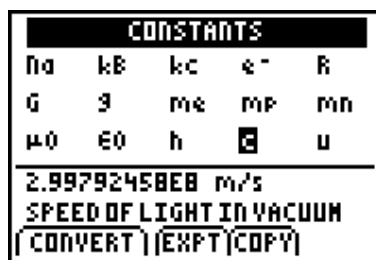 CONSTANTS
Na kB kc e⁻ R
G g me mp mn
μ0 ϵ0 h c u
2.99792458E8 m/s
SPEED OF LIGHT IN VACUUM
CONVERT EXPT COPY